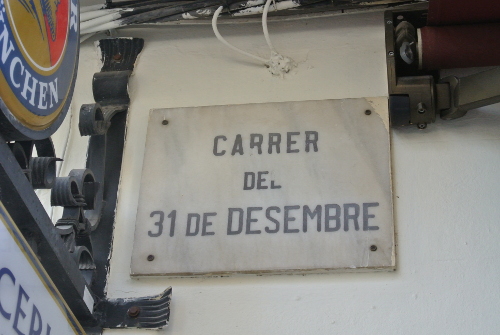 NCHEN
CARRER
DEL
31 DE DESEMBRE